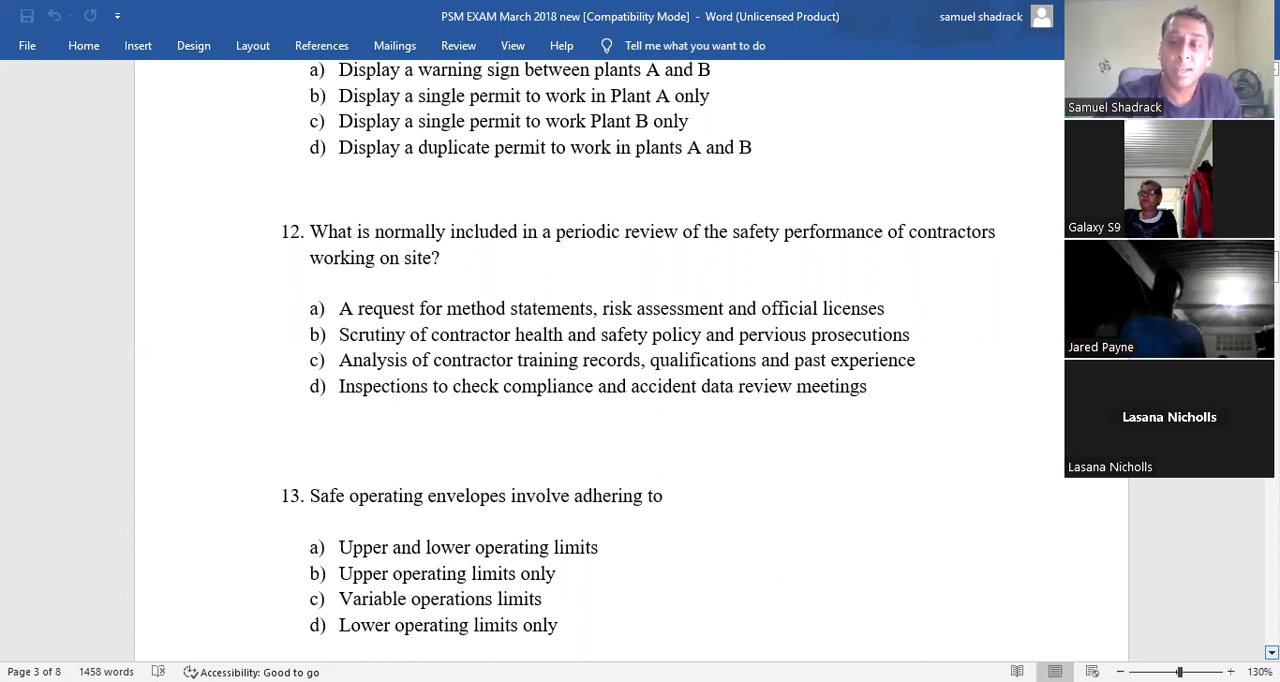 PSM EXAM March 2018 new [Compatibility Mode] - Word (Unlicensed Product)
samuel shadrack
File Home Insert Design Layout References Mailings Review View Help Tell me what you want to do
a) Display a warning sign between plants A and B
b) Display a single permit to work in Plant A only
c) Display a single permit to work Plant B only
d) Display a duplicate permit to work in plants A and B
12. What is normally included in a periodic review of the safety performance of contractors
working on site?
a) A request for method statements, risk assessment and official licenses
b) Scrutiny of contractor health and safety policy and pervious prosecutions
c) Analysis of contractor training records, qualifications and past experience
d) Inspections to check compliance and accident data review meetings
13. Safe operating envelopes involve adhering to
a) Upper and lower operating limits
b) Upper operating limits only
c) Variable operations limits
d) Lower operating limits only
Samuel Shadrack
Galaxy S9
Jared Payne
Lasana Nicholls
Lasana Nicholls
Page 3 of 8 1458 words Accessibility: Good to go 130%